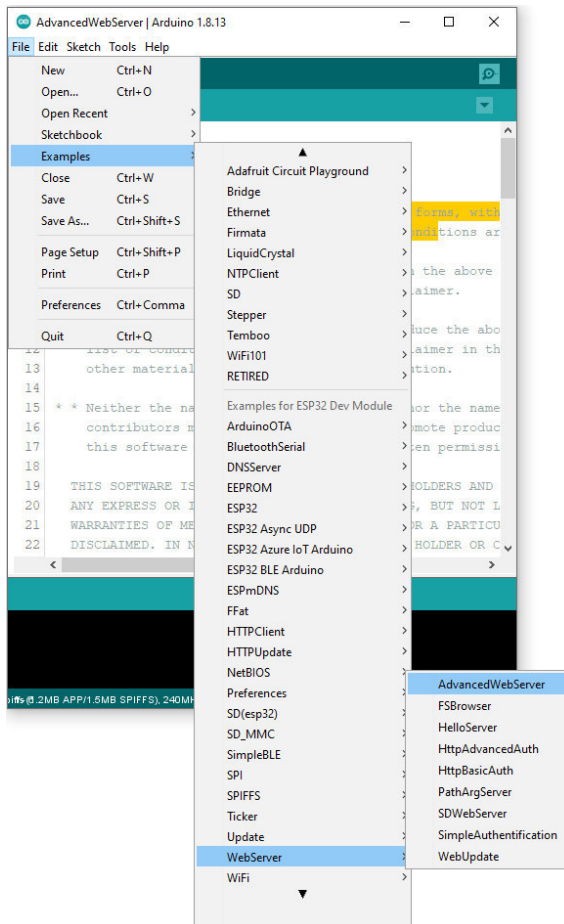 AdvancedWebServer | Arduino 1.8.13
File Edit Sketch Tools Help
New Ctrl+N
Open... Ctrl+O
Open Recent
Sketchbook
Examples
Close Ctrl+W
Save Ctrl+S
Save As... Ctrl+Shift+S
Page Setup Ctrl+Shift+P
Print Ctrl+P
Preferences Ctrl+Comma
Quit Ctrl+Q
Adafruit Circuit Playground
Bridge
Ethernet
Firmata
LiquidCrystal
NTPClient
SD
Stepper
Temboo
WiFi101
RETIRED
Examples for ESP32 Dev Module
ArduinoOTA
BluetoothSerial
DNSServer
EEPROM
ESP32
ESP32 Async UDP
ESP32 Azure IoT Arduino
ESP32 BLE Arduino
ESPmDNS
FFat
HTTPClient
HTTPUpdate
NetBIOS
Preferences
SD(esp32)
SD_MMC
SimpleBLE
SPI
SPIFFS
Ticker
Update
WebServer
WiFi
AdvancedWebServer
FSBrowser
HelloServer
HttpAdvancedAuth
HttpBasicAuth
PathArgServer
SDWebServer
SimpleAuthentification
WebUpdate
forms, with
nditions ar
the above
aimer.
uce the abo
12 list of condit aimer in th
13 other material tion.
14
15 * * Neither the na or the name
16 contributors m omote produc
17 this software ten permissi
18
19 THIS SOFTWARE IS HOLDERS AND
20 ANY EXPRESS OR I , BUT NOT L
21 WARRANTIES OF ME OR A PARTICU
22 DISCLAIMED. IN N HOLDER OR C
.2MB APP/1.5MB SPIFFS), 240MH